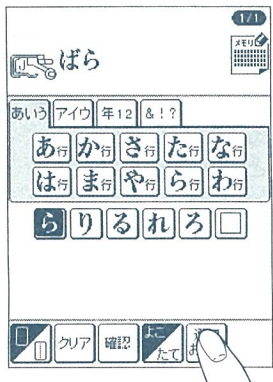 1/1
メモリ
ばら
あいう アイウ 年12 &!?
あ行 か行 さ行 た行 な行
は行 ま行 や行 ら行 わ行
ら り る れ ろ
クリア 確認 よこ たて